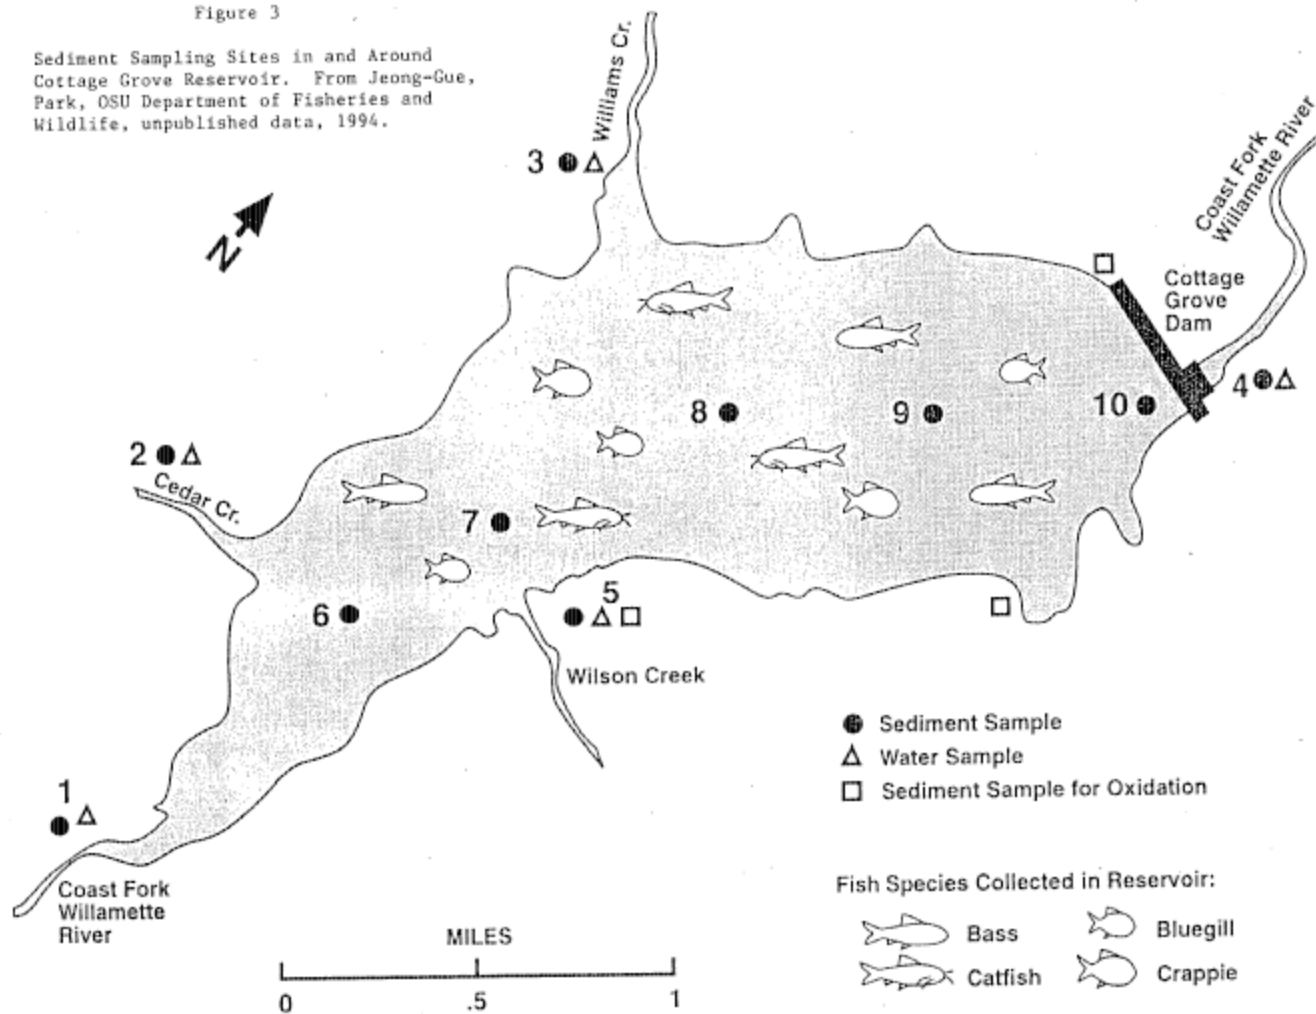 Figure 3
Sediment Sampling Sites in and Around
Cottage Grove Reservoir. From Jeong-Gue,
Park, OSU Department of Fisheries and
Wildlife, unpublished data, 1994.
N
Williams Cr.
3
Coast Fork
Willamette River
Cottage
Grove
Dam
4
8
9
10
2
Cedar Cr.
7
6
5
Wilson Creek
1
Coast Fork
Willamette
River
Sediment Sample
Water Sample
Sediment Sample for Oxidation
Fish Species Collected in Reservoir:
Bass
Bluegill
Catfish
Crappie
MILES
0 .5 1